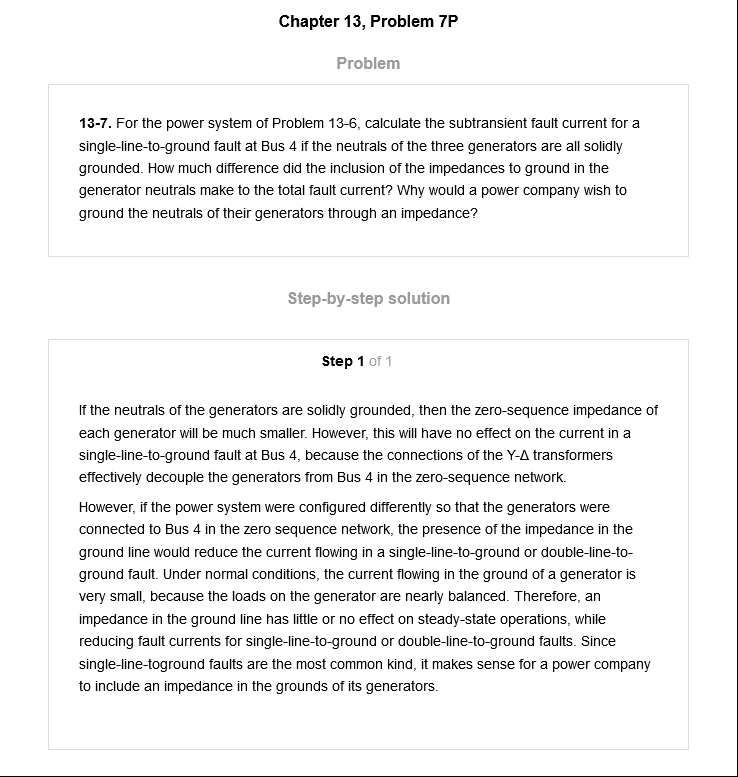 Chapter 13, Problem 7P
Problem
13-7. For the power system of Problem 13-6, calculate the subtransient fault current for a
single-line-to-ground fault at Bus 4 if the neutrals of the three generators are all solidly
grounded. How much difference did the inclusion of the impedances to ground in the
generator neutrals make to the total fault current? Why would a power company wish to
ground the neutrals of their generators through an impedance?
Step-by-step solution
Step 1 of 1
If the neutrals of the generators are solidly grounded, then the zero-sequence impedance of
each generator will be much smaller. However, this will have no effect on the current in a
single-line-to-ground fault at Bus 4, because the connections of the Y-Δ transformers
effectively decouple the generators from Bus 4 in the zero-sequence network.
However, if the power system were configured differently so that the generators were
connected to Bus 4 in the zero sequence network, the presence of the impedance in the
ground line would reduce the current flowing in a single-line-to-ground or double-line-to-
ground fault. Under normal conditions, the current flowing in the ground of a generator is
very small, because the loads on the generator are nearly balanced. Therefore, an
impedance in the ground line has little or no effect on steady-state operations, while
reducing fault currents for single-line-to-ground or double-line-to-ground faults. Since
single-line-toground faults are the most common kind, it makes sense for a power company
to include an impedance in the grounds of its generators.